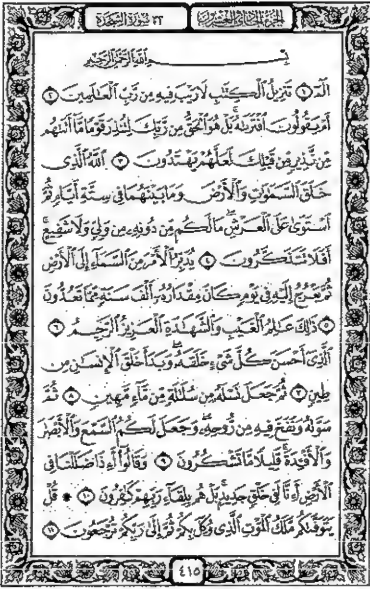 الجزء الحادي والعشرون ٣٢ سورة السجدة
بسم الله الرحمن الرحيم
الٓمٓ ١ تَنزِيلُ ٱلْكِتَٰبِ لَا رَيْبَ فِيهِ مِن رَّبِّ ٱلْعَٰلَمِينَ ٢
أَمْ يَقُولُونَ ٱفْتَرَىٰهُ بَلْ هُوَ ٱلْحَقُّ مِن رَّبِّكَ لِتُنذِرَ قَوْمًا مَّآ أَتَىٰهُم
مِّن نَّذِيرٍ مِّن قَبْلِكَ لَعَلَّهُمْ يَهْتَدُونَ ٣ ٱللَّهُ ٱلَّذِى
خَلَقَ ٱلسَّمَٰوَٰتِ وَٱلْأَرْضَ وَمَا بَيْنَهُمَا فِى سِتَّةِ أَيَّامٍ ثُمَّ
ٱسْتَوَىٰ عَلَى ٱلْعَرْشِ مَا لَكُم مِّن دُونِهِۦ مِن وَلِىٍّ وَلَا شَفِيعٍ
أَفَلَا تَتَذَكَّرُونَ ٤ يُدَبِّرُ ٱلْأَمْرَ مِنَ ٱلسَّمَآءِ إِلَى ٱلْأَرْضِ
ثُمَّ يَعْرُجُ إِلَيْهِ فِى يَوْمٍ كَانَ مِقْدَارُهُۥٓ أَلْفَ سَنَةٍ مِّمَّا تَعُدُّونَ
٥ ذَٰلِكَ عَٰلِمُ ٱلْغَيْبِ وَٱلشَّهَٰدَةِ ٱلْعَزِيزُ ٱلرَّحِيمُ ٦
ٱلَّذِىٓ أَحْسَنَ كُلَّ شَىْءٍ خَلَقَهُۥ وَبَدَأَ خَلْقَ ٱلْإِنسَٰنِ مِن
طِينٍ ٧ ثُمَّ جَعَلَ نَسْلَهُۥ مِن سُلَٰلَةٍ مِّن مَّآءٍ مَّهِينٍ ٨ ثُمَّ
سَوَّىٰهُ وَنَفَخَ فِيهِ مِن رُّوحِهِۦ وَجَعَلَ لَكُمُ ٱلسَّمْعَ وَٱلْأَبْصَٰرَ
وَٱلْأَفْـِٔدَةَ قَلِيلًا مَّا تَشْكُرُونَ ٩ وَقَالُوٓا۟ أَءِذَا ضَلَلْنَا فِى
ٱلْأَرْضِ أَءِنَّا لَفِى خَلْقٍ جَدِيدٍ بَلْ هُم بِلِقَآءِ رَبِّهِمْ كَٰفِرُونَ ١٠ قُلْ
يَتَوَفَّىٰكُم مَّلَكُ ٱلْمَوْتِ ٱلَّذِى وُكِّلَ بِكُمْ ثُمَّ إِلَىٰ رَبِّكُمْ تُرْجَعُونَ ١١
٤١٥